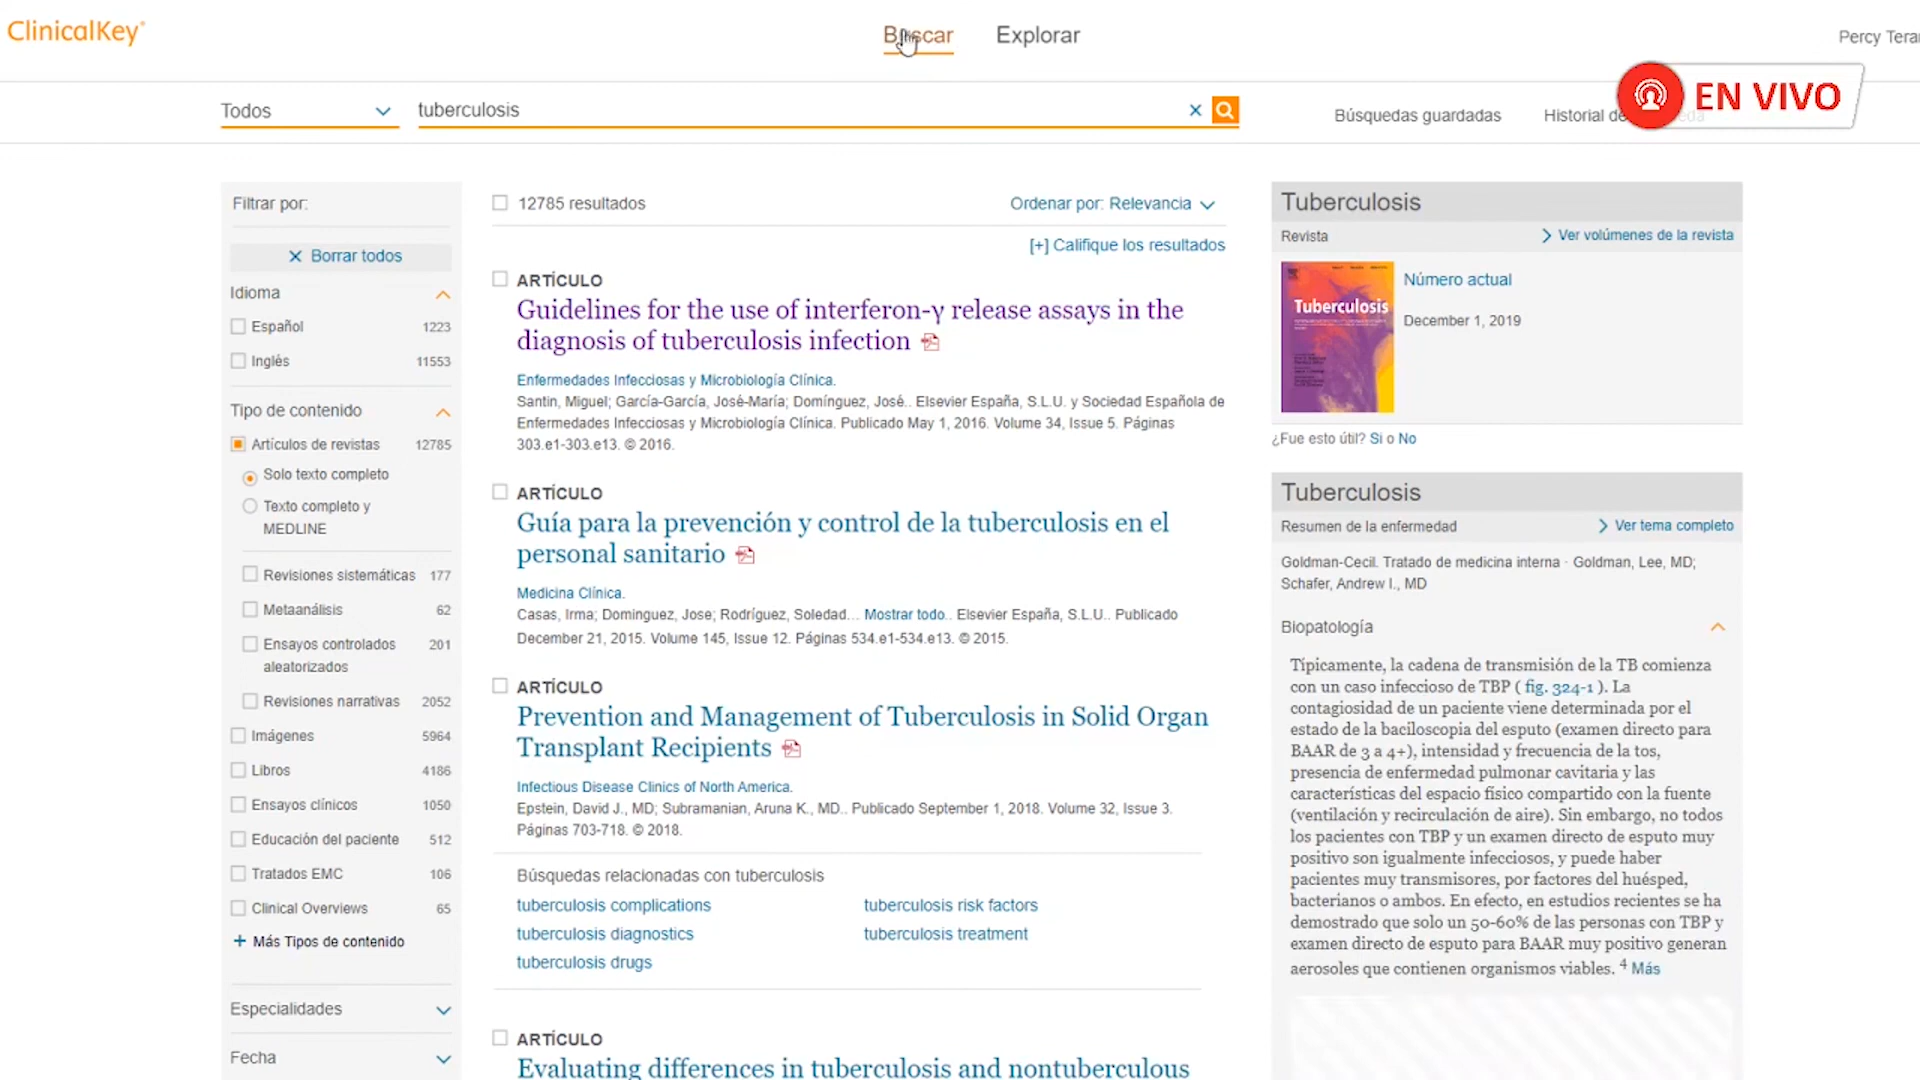 ClinicalKey®
Buscar
Explorar
Percy Tera
EN VIVO
Todos
tuberculosis
Búsquedas guardadas
Historial de
Filtrar por:
Borrar todos
Idioma
Español 1223
Inglés 11553
Tipo de contenido
Artículos de revistas 12785
Solo texto completo
Texto completo y
MEDLINE
Revisiones sistemáticas 177
Metaanálisis 62
Ensayos controlados 201
aleatorizados
Revisiones narrativas 2052
Imágenes 5964
Libros 4186
Ensayos clínicos 1050
Educación del paciente 512
Tratados EMC 106
Clinical Overviews 65
+ Más Tipos de contenido
Especialidades
Fecha
12785 resultados
Ordenar por: Relevancia
[+] Califique los resultados
ARTÍCULO
Guidelines for the use of interferon-γ release assays in the
diagnosis of tuberculosis infection
Enfermedades Infecciosas y Microbiología Clínica.
Santin, Miguel; García-García, José-María; Domínguez, José.. Elsevier España, S.L.U. y Sociedad Española de
Enfermedades Infecciosas y Microbiología Clínica. Publicado May 1, 2016. Volume 34, Issue 5. Páginas
303.e1-303.e13. © 2016.
ARTÍCULO
Guía para la prevención y control de la tuberculosis en el
personal sanitario
Medicina Clínica.
Casas, Irma; Dominguez, Jose; Rodríguez, Soledad... Mostrar todo.. Elsevier España, S.L.U.. Publicado
December 21, 2015. Volume 145, Issue 12. Páginas 534.e1-534.e13. © 2015.
ARTÍCULO
Prevention and Management of Tuberculosis in Solid Organ
Transplant Recipients
Infectious Disease Clinics of North America.
Epstein, David J., MD; Subramanian, Aruna K., MD.. Publicado September 1, 2018. Volume 32, Issue 3.
Páginas 703-718. © 2018.
Búsquedas relacionadas con tuberculosis
tuberculosis complications tuberculosis risk factors
tuberculosis diagnostics tuberculosis treatment
tuberculosis drugs
ARTÍCULO
Evaluating differences in tuberculosis and nontuberculous
Tuberculosis
Revista
Ver volúmenes de la revista
Tuberculosis
Número actual
December 1, 2019
¿Fue esto útil? Si o No
Tuberculosis
Resumen de la enfermedad
Ver tema completo
Goldman-Cecil. Tratado de medicina interna · Goldman, Lee, MD;
Schafer, Andrew I., MD
Biopatología
Típicamente, la cadena de transmisión de la TB comienza
con un caso infeccioso de TBP ( fig. 324-1 ). La
contagiosidad de un paciente viene determinada por el
estado de la baciloscopia del esputo (examen directo para
BAAR de 3 a 4+), intensidad y frecuencia de la tos,
presencia de enfermedad pulmonar cavitaria y las
características del espacio físico compartido con la fuente
(ventilación y recirculación de aire). Sin embargo, no todos
los pacientes con TBP y un examen directo de esputo muy
positivo son igualmente infecciosos, y puede haber
pacientes muy transmisores, por factores del huésped,
bacterianos o ambos. En efecto, en estudios recientes se ha
demostrado que solo un 50-60% de las personas con TBP y
examen directo de esputo para BAAR muy positivo generan
aerosoles que contienen organismos viables. 4 Más